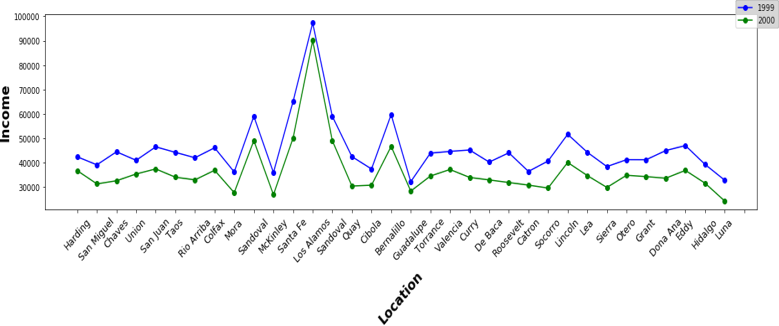 1999
2000
100000
90000
80000
70000
60000
50000
40000
30000
Income
Harding
San Miguel
Chaves
Union
San Juan
Taos
Rio Arriba
Colfax
Mora
Sandoval
McKinley
Santa Fe
Los Alamos
Sandoval
Quay
Cibola
Bernalillo
Guadalupe
Torrance
Valencia
Curry
De Baca
Roosevelt
Catron
Socorro
Lincoln
Lea
Sierra
Otero
Grant
Dona Ana
Eddy
Hidalgo
Luna
Location